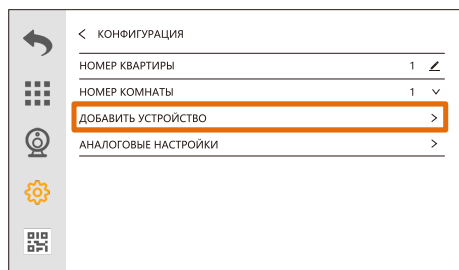 < КОНФИГУРАЦИЯ
НОМЕР КВАРТИРЫ 1
НОМЕР КОМНАТЫ 1
ДОБАВИТЬ УСТРОЙСТВО >
АНАЛОГОВЫЕ НАСТРОЙКИ >